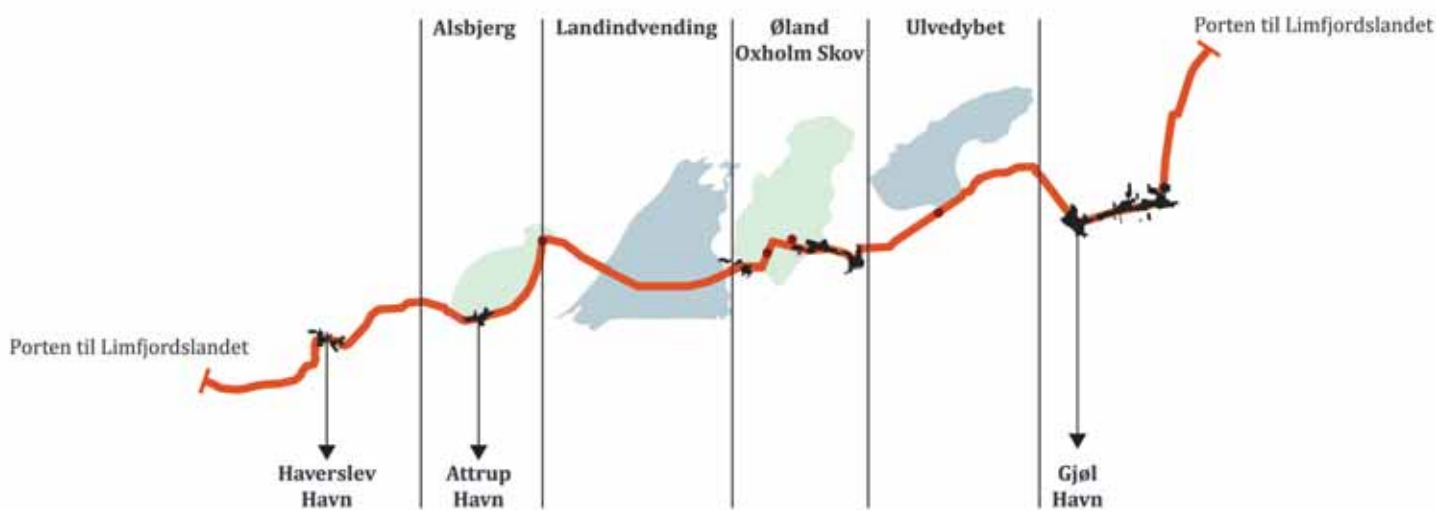 Alsbjerg
Landindvending
Øland
Oxholm Skov
Ulvedybet
Porten til Limfjordslandet
Porten til Limfjordslandet
Haverslev
Havn
Attrup
Havn
Gjøl
Havn